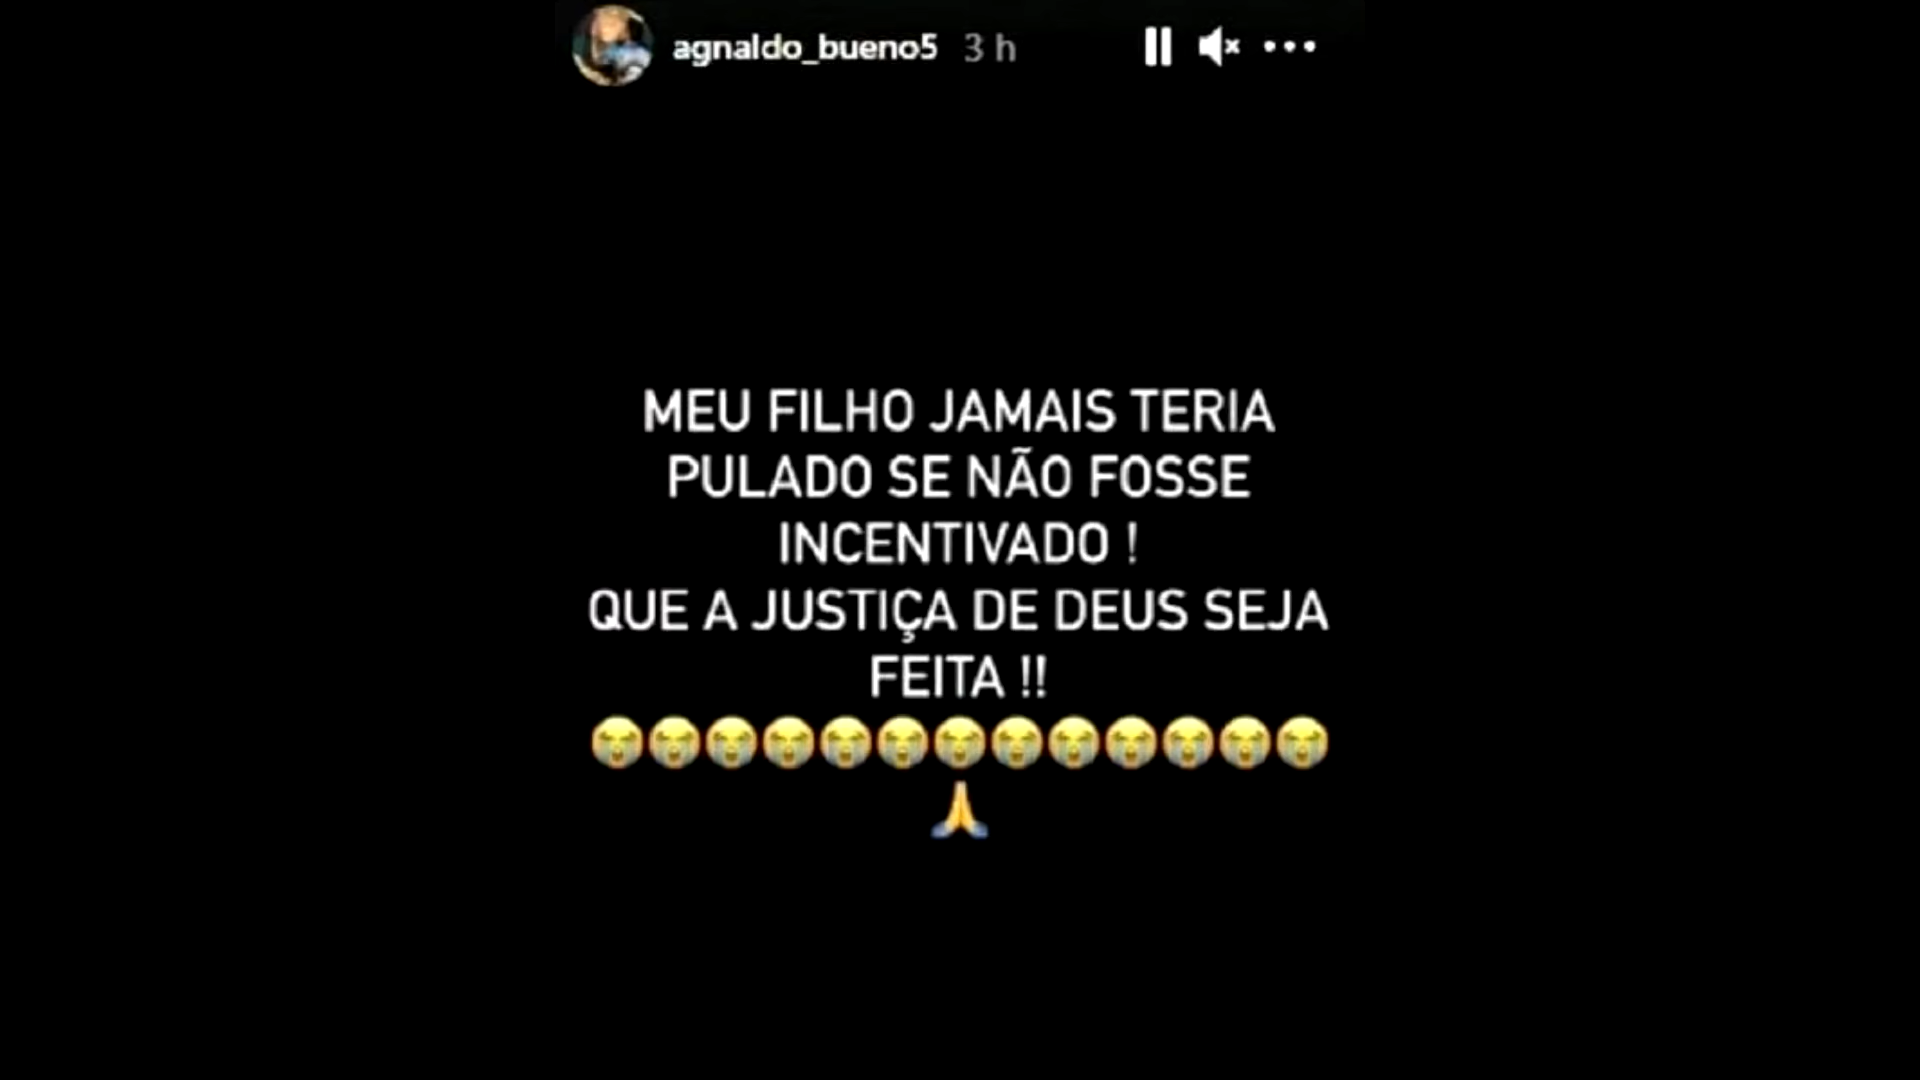 agnaldo_bueno5 3 h
MEU FILHO JAMAIS TERIA
PULADO SE NÃO FOSSE
INCENTIVADO !
QUE A JUSTIÇA DE DEUS SEJA
FEITA !!
😭😭😭😭😭😭😭😭😭😭😭😭😭
🙏